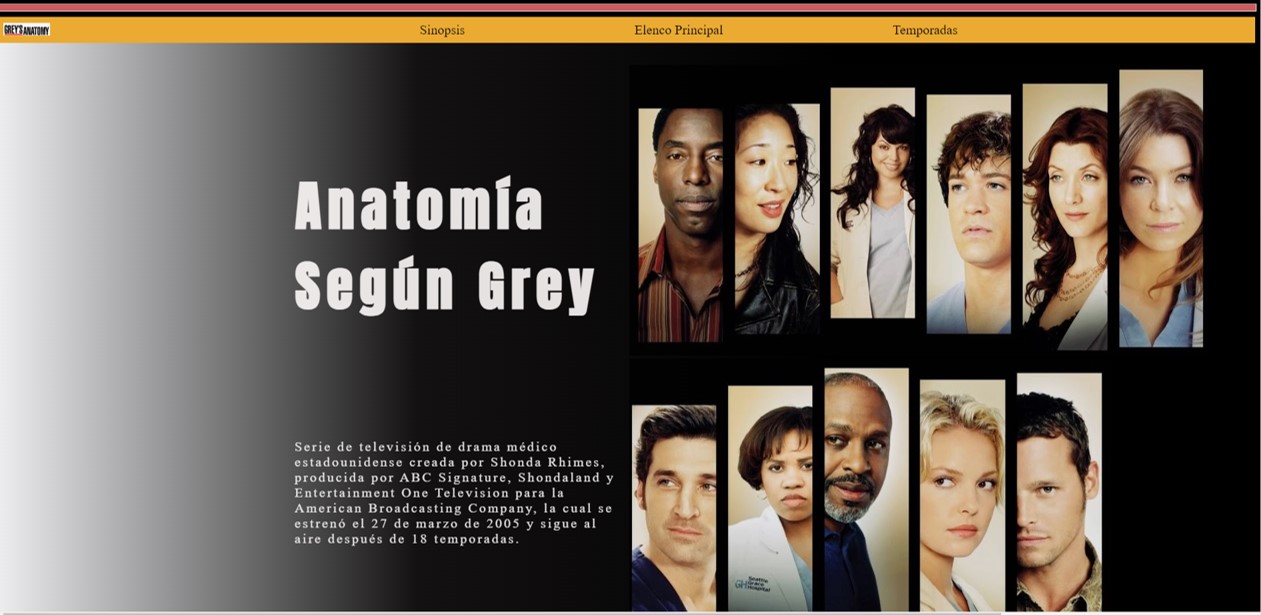 GREY'S ANATOMY
Sinopsis
Elenco Principal
Temporadas
Anatomía
Según Grey
Serie de televisión de drama médico
estadounidense creada por Shonda Rhimes,
producida por ABC Signature, Shondaland y
Entertainment One Television para la
American Broadcasting Company, la cual se
estrenó el 27 de marzo de 2005 y sigue al
aire después de 18 temporadas.
Seattle
Grace
Hospital